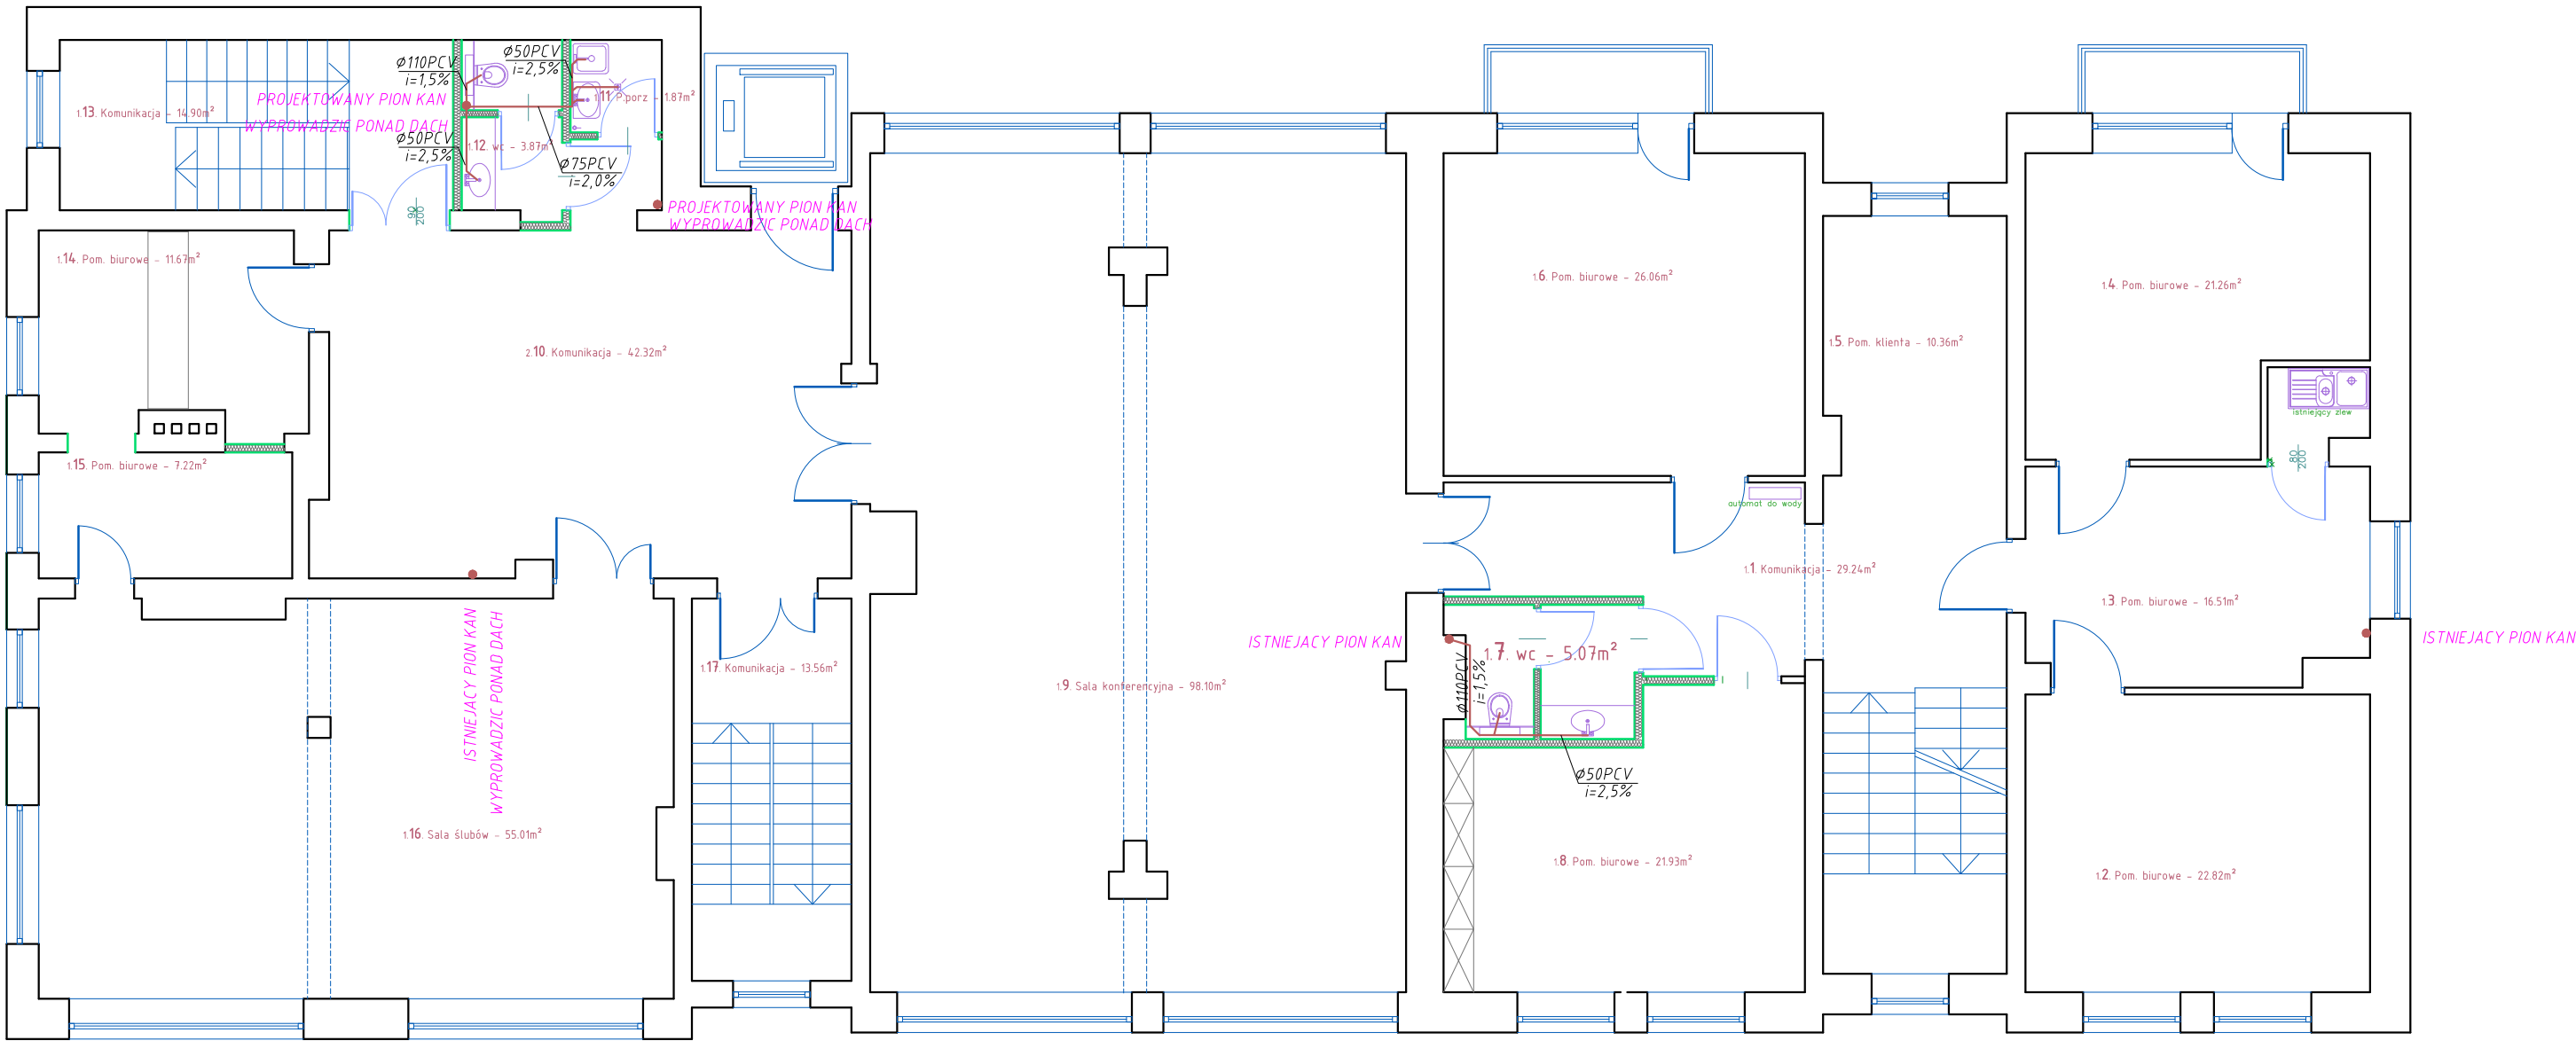 Ø110PCV
i=1,5%
Ø50PCV
i=2,5%
PROJEKTOWANY PION KAN
WYPROWADZIC PONAD DACH
1.13. Komunikacja - 14.90m²
1.11. P.porz - 1.87m²
Ø50PCV
i=2,5%
1.12. wc - 3.87m²
Ø75PCV
i=2,0%
90
200
PROJEKTOWANY PION KAN
WYPROWADZIC PONAD DACH
1.14. Pom. biurowe - 11.67m²
2.10. Komunikacja - 42.32m²
1.6. Pom. biurowe - 26.06m²
1.4. Pom. biurowe - 21.26m²
1.5. Pom. klienta - 10.36m²
istniejący zlew
80
200
1.15. Pom. biurowe - 7.22m²
automat do wody
1.1. Komunikacja - 29.24m²
1.3. Pom. biurowe - 16.51m²
ISTNIEJACY PION KAN
WYPROWADZIC PONAD DACH
ISTNIEJACY PION KAN
ISTNIEJACY PION KAN
1.7. wc - 5.07m²
Ø110PCV
i=1,5%
1.17. Komunikacja - 13.56m²
1.9. Sala konferencyjna - 98.10m²
Ø50PCV
i=2,5%
1.16. Sala ślubów - 55.01m²
1.8. Pom. biurowe - 21.93m²
1.2. Pom. biurowe - 22.82m²